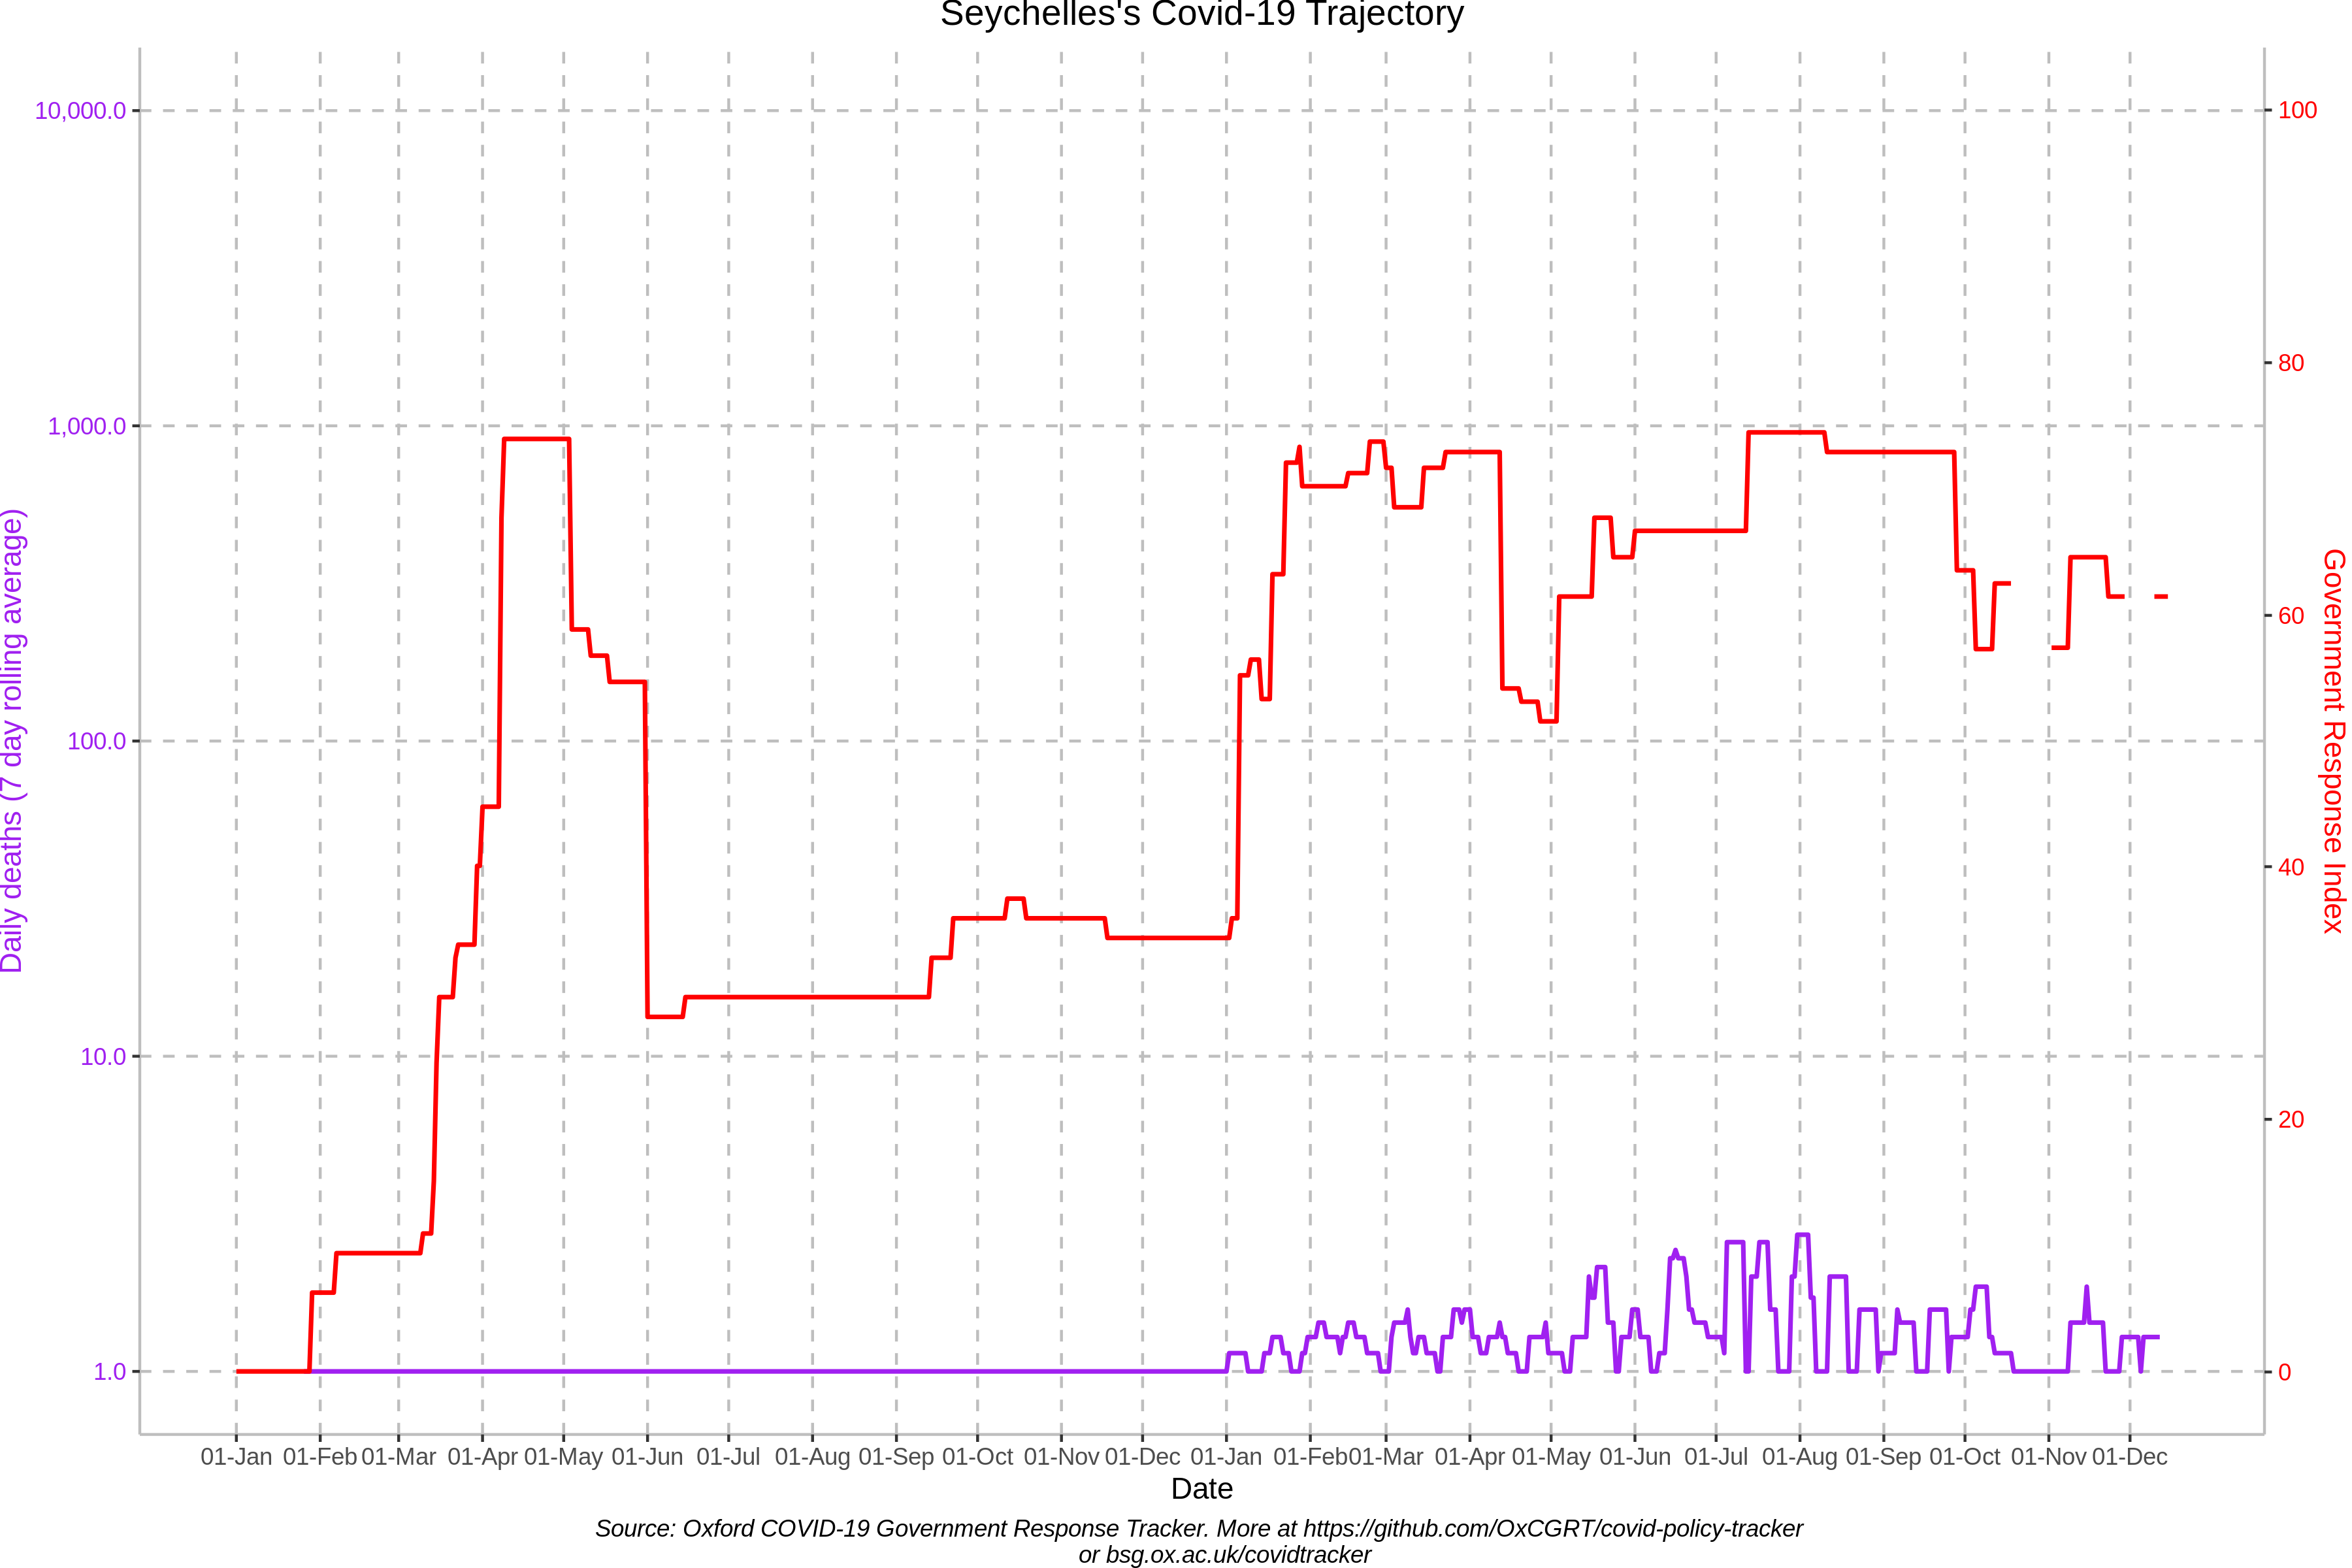 Seychelles's Covid-19 Trajectory
10,000.0
1,000.0
100.0
10.0
1.0
Daily deaths (7 day rolling average)
100
80
60
40
20
0
Government Response Index
01-Jan 01-Feb 01-Mar 01-Apr 01-May 01-Jun 01-Jul 01-Aug 01-Sep 01-Oct 01-Nov 01-Dec 01-Jan 01-Feb 01-Mar 01-Apr 01-May 01-Jun 01-Jul 01-Aug 01-Sep 01-Oct 01-Nov 01-Dec
Date
Source: Oxford COVID-19 Government Response Tracker. More at https://github.com/OxCGRT/covid-policy-tracker
or bsg.ox.ac.uk/covidtracker